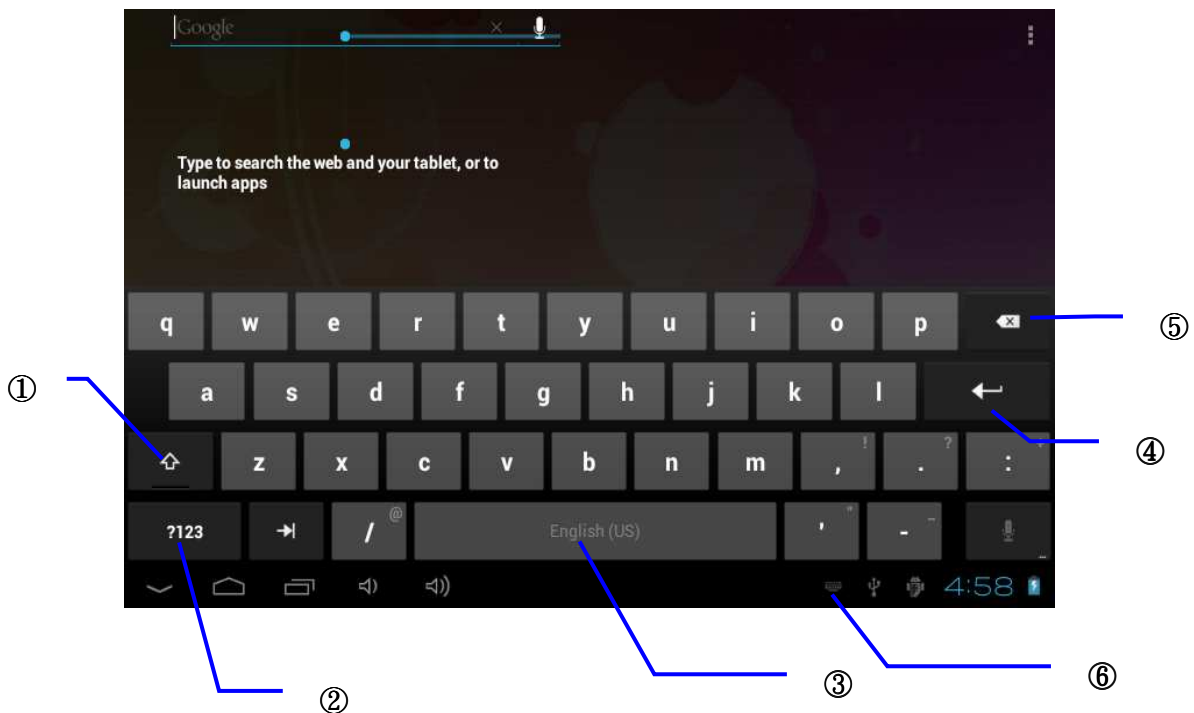 Google
Type to search the web and your tablet, or to
launch apps
q w e r t y u i o p
⑤
① a s d f g h j k l
④
z x c v b n m , ! . ? :
?123 / @ English (US) ' " - _
4:58
② ③ ⑥